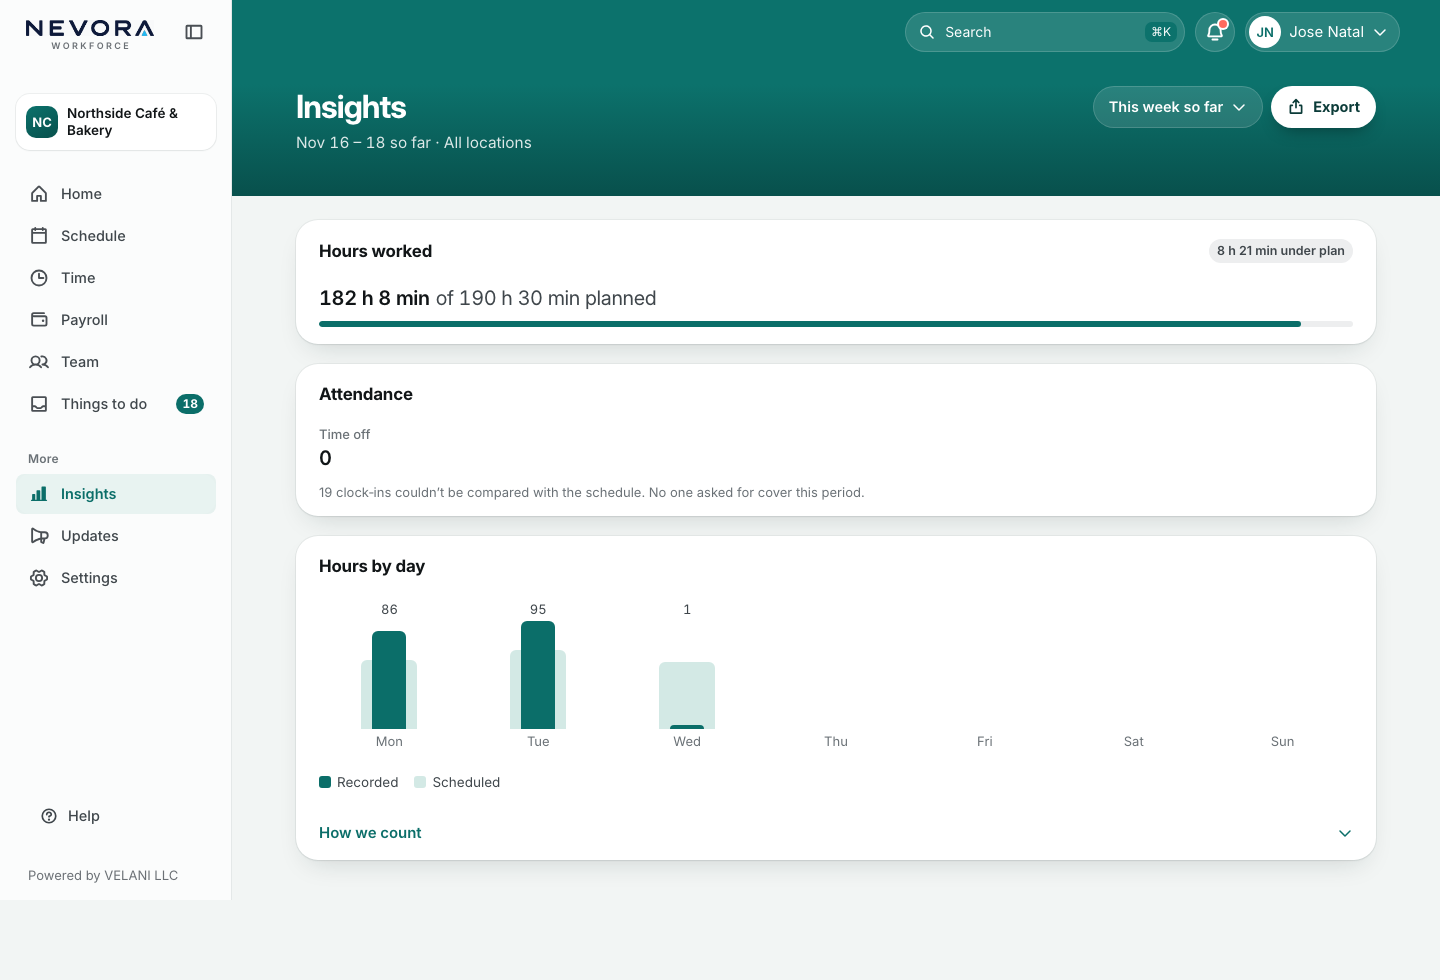 NEVORA
WORKFORCE
Search
⌘K
JN
Jose Natal
NC
Northside Café &
Bakery
Home
Schedule
Time
Payroll
Team
Things to do
18
More
Insights
Updates
Settings
Help
Powered by VELANI LLC
Insights
Nov 16 – 18 so far · All locations
This week so far
Export
Hours worked
8 h 21 min under plan
182 h 8 min of 190 h 30 min planned
Attendance
Time off
0
19 clock-ins couldn’t be compared with the schedule. No one asked for cover this period.
Hours by day
86
95
1
Mon
Tue
Wed
Thu
Fri
Sat
Sun
Recorded
Scheduled
How we count